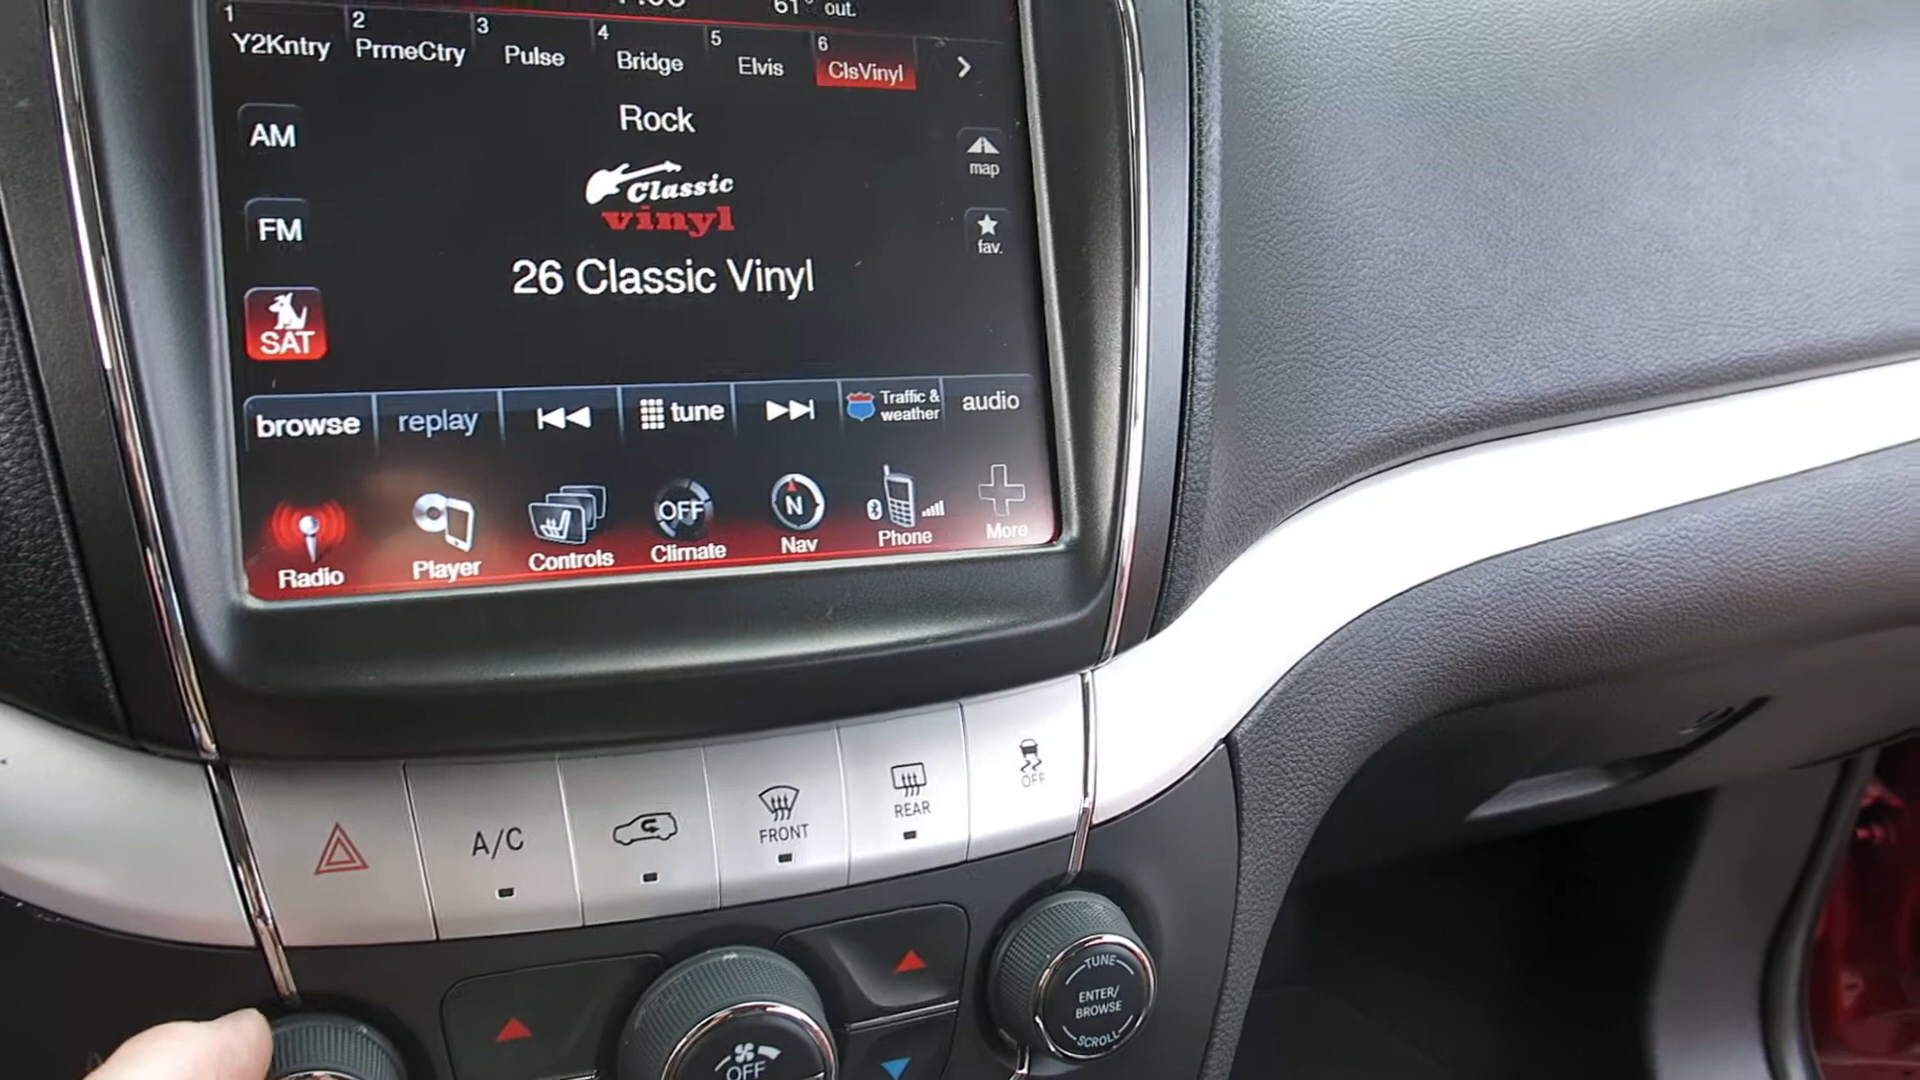 61° out.
1 2 3 4 5 6
Y2Kntry PrmeCtry Pulse Bridge Elvis ClsVinyl
Rock
AM
map
Classic
vinyl
FM
fav.
26 Classic Vinyl
SAT
browse replay tune Traffic & weather audio
OFF N
Radio Player Controls Climate Nav Phone More
A/C FRONT REAR OFF
TUNE
ENTER/
BROWSE
SCROLL
OFF